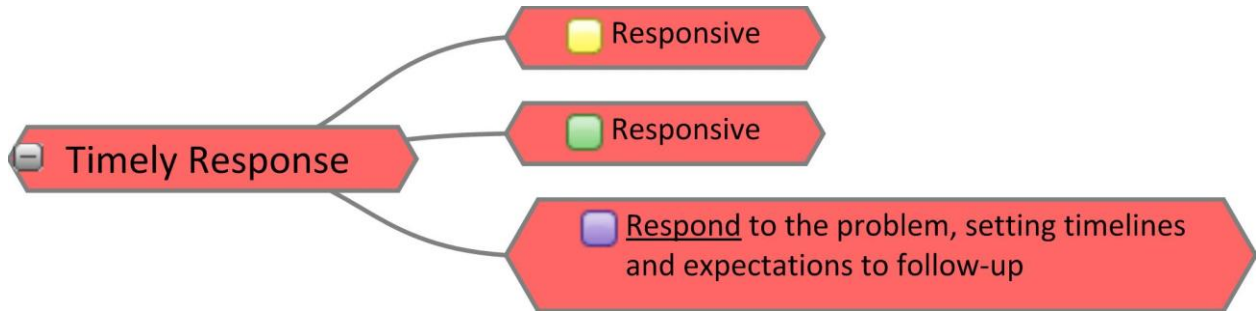 Responsive
Timely Response
Responsive
Respond to the problem, setting timelines
and expectations to follow-up